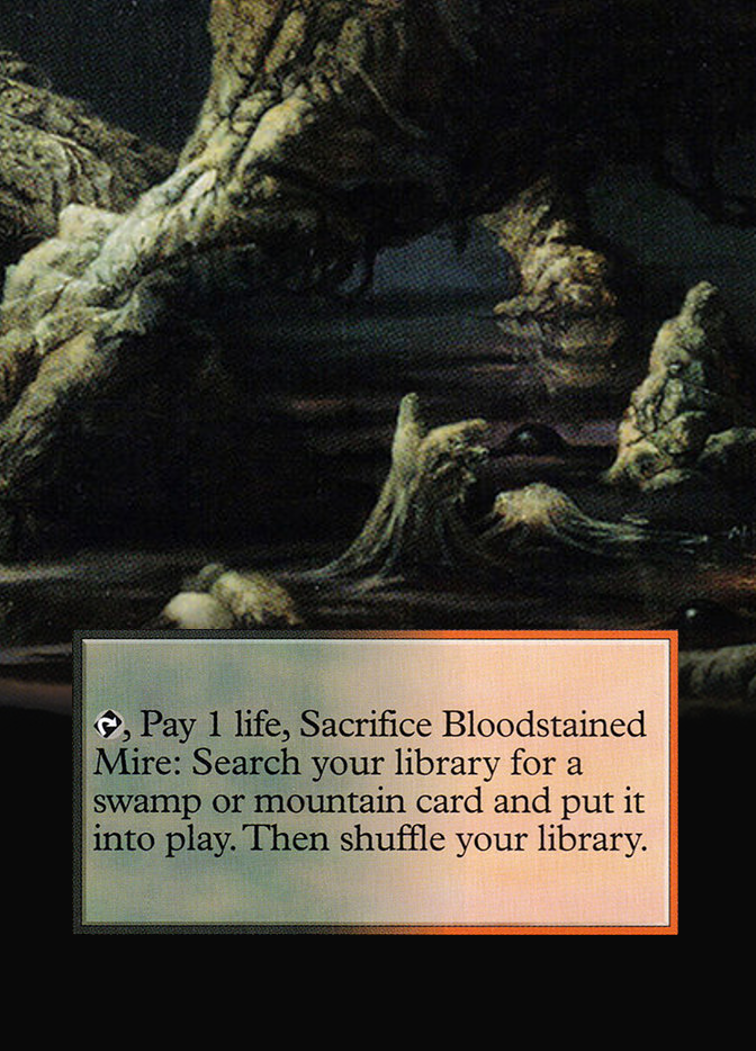 , Pay 1 life, Sacrifice Bloodstained
Mire: Search your library for a
swamp or mountain card and put it
into play. Then shuffle your library.